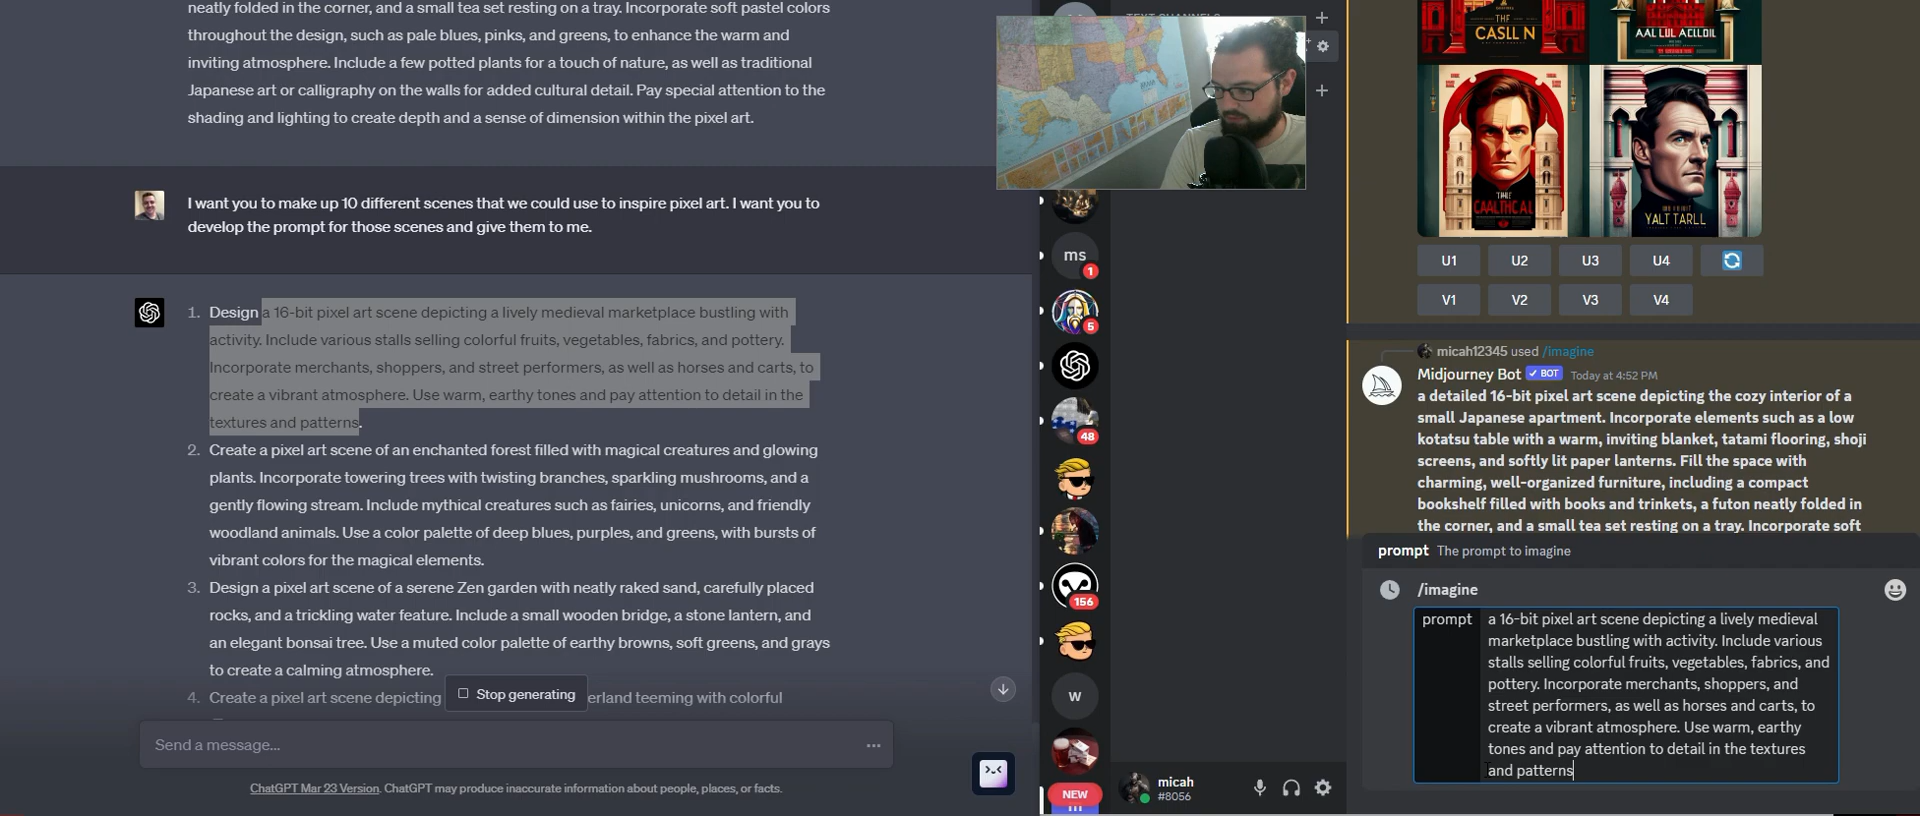 neatly folded in the corner, and a small tea set resting on a tray. Incorporate soft pastel colors
throughout the design, such as pale blues, pinks, and greens, to enhance the warm and
inviting atmosphere. Include a few potted plants for a touch of nature, as well as traditional
Japanese art or calligraphy on the walls for added cultural detail. Pay special attention to the
shading and lighting to create depth and a sense of dimension within the pixel art.
I want you to make up 10 different scenes that we could use to inspire pixel art. I want you to
develop the prompt for those scenes and give them to me.
1. Design a 16-bit pixel art scene depicting a lively medieval marketplace bustling with
activity. Include various stalls selling colorful fruits, vegetables, fabrics, and pottery.
Incorporate merchants, shoppers, and street performers, as well as horses and carts, to
create a vibrant atmosphere. Use warm, earthy tones and pay attention to detail in the
textures and patterns.
2. Create a pixel art scene of an enchanted forest filled with magical creatures and glowing
plants. Incorporate towering trees with twisting branches, sparkling mushrooms, and a
gently flowing stream. Include mythical creatures such as fairies, unicorns, and friendly
woodland animals. Use a color palette of deep blues, purples, and greens, with bursts of
vibrant colors for the magical elements.
3. Design a pixel art scene of a serene Zen garden with neatly raked sand, carefully placed
rocks, and a trickling water feature. Include a small wooden bridge, a stone lantern, and
an elegant bonsai tree. Use a muted color palette of earthy browns, soft greens, and grays
to create a calming atmosphere.
4. Create a pixel art scene depicting erland teeming with colorful
Stop generating
Send a message...
ChatGPT Mar 23 Version. ChatGPT may produce inaccurate information about people, places, or facts.
TEXT CHANNELS
ms
1
5
48
156
W
NEW
micah
#8056
THE
CASLL N
AAL LUL ACILOIL
THE
CAALTHCAL
YALT TARLL
U1 U2 U3 U4
V1 V2 V3 V4
micah12345 used /imagine
Midjourney Bot ✓ BOT Today at 4:52 PM
a detailed 16-bit pixel art scene depicting the cozy interior of a
small Japanese apartment. Incorporate elements such as a low
kotatsu table with a warm, inviting blanket, tatami flooring, shoji
screens, and softly lit paper lanterns. Fill the space with
charming, well-organized furniture, including a compact
bookshelf filled with books and trinkets, a futon neatly folded in
the corner, and a small tea set resting on a tray. Incorporate soft
prompt The prompt to imagine
/imagine
prompt a 16-bit pixel art scene depicting a lively medieval
marketplace bustling with activity. Include various
stalls selling colorful fruits, vegetables, fabrics, and
pottery. Incorporate merchants, shoppers, and
street performers, as well as horses and carts, to
create a vibrant atmosphere. Use warm, earthy
tones and pay attention to detail in the textures
and patterns